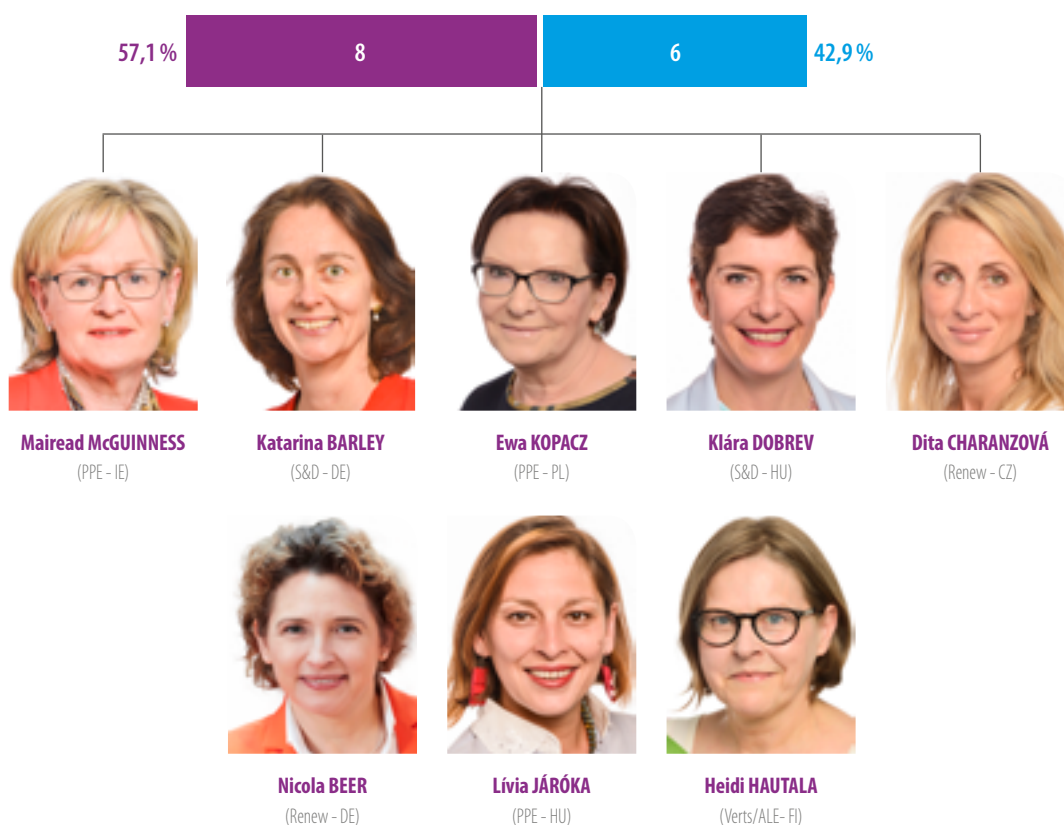 57,1 % 8 6 42,9 %
Mairead McGUINNESS Katarina BARLEY Ewa KOPACZ Klára DOBREV Dita CHARANZOVÁ
(PPE - IE) (S&D - DE) (PPE - PL) (S&D - HU) (Renew - CZ)
Nicola BEER Lívia JÁRÓKA Heidi HAUTALA
(Renew - DE) (PPE - HU) (Verts/ALE- FI)